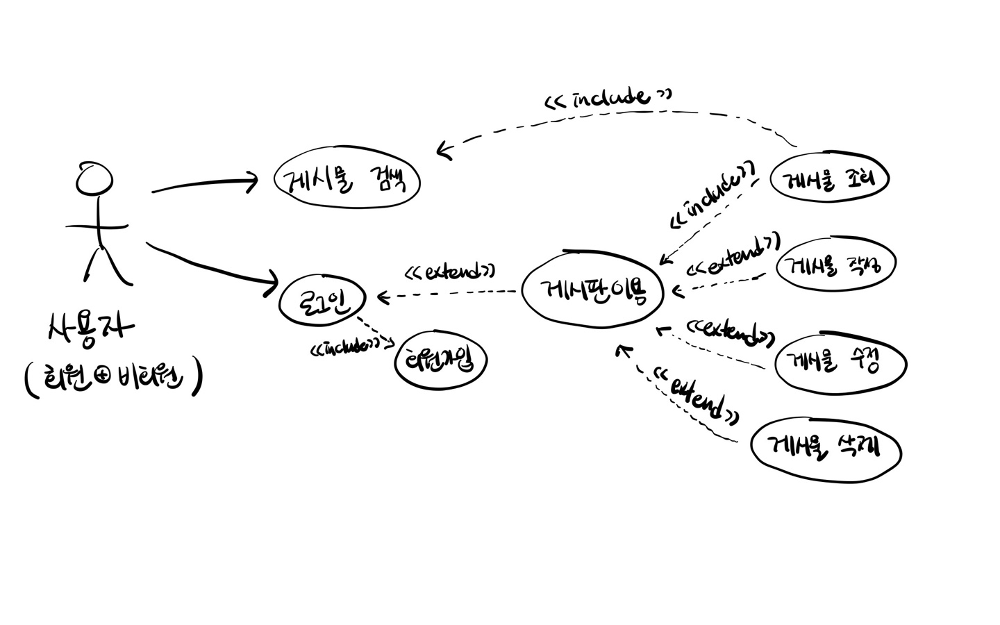 <<include>>
게시물 검색
게시물 조회
<<include>>
<<extend>>
게시물 작성
<<extend>>
게시판이용
로그인
<<include>>
회원가입
<<extend>>
게시물 수정
<<extend>>
게시물 삭제
사용자
(회원⊕비회원)